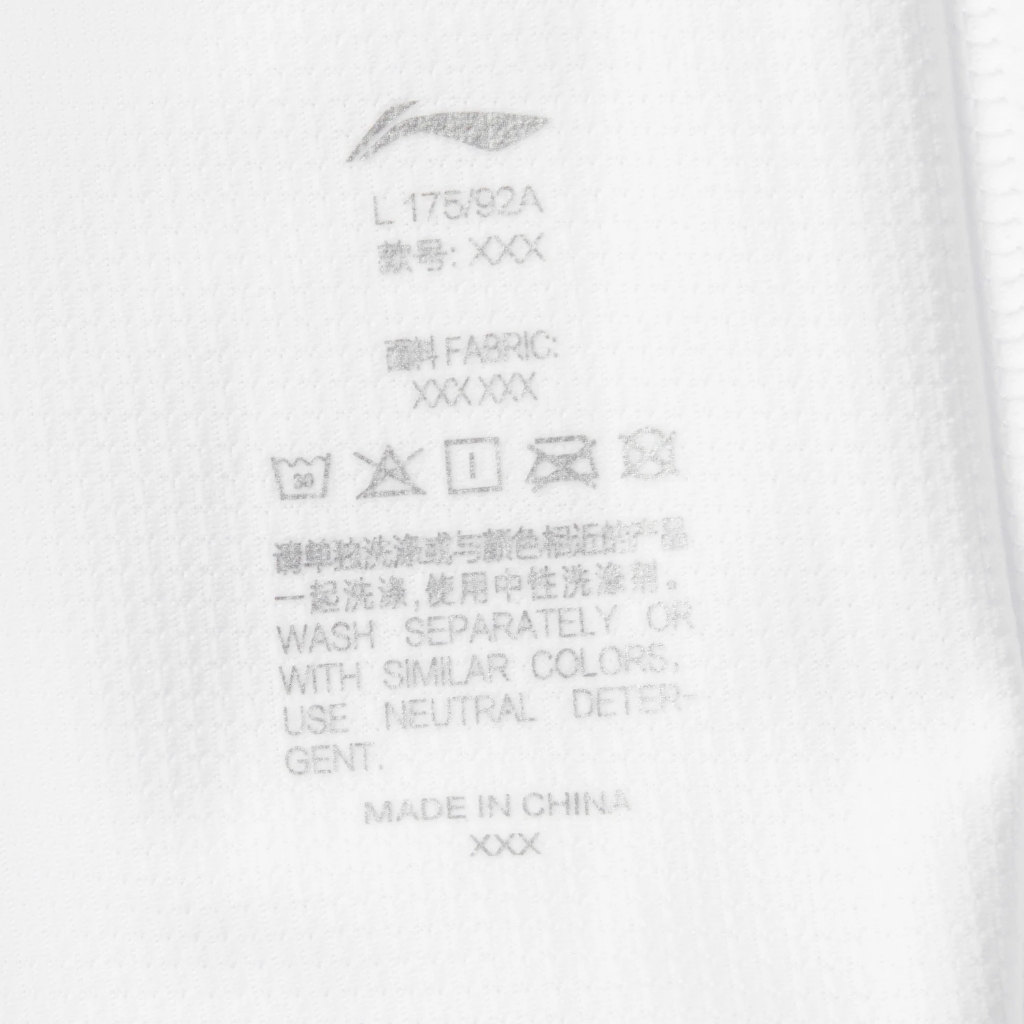 L 175/92A
款号: XXX
面料 FABRIC:
XXX XXX
30
请单独洗涤或与颜色相近的产品
一起洗涤,使用中性洗涤剂。
WASH SEPARATELY OR
WITH SIMILAR COLORS,
USE NEUTRAL DETER-
GENT.
MADE IN CHINA
XXX